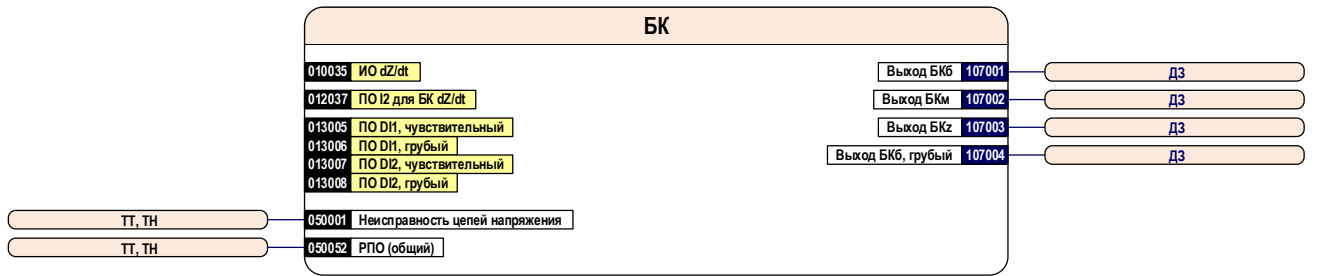 БК
010035 ИО dZ/dt
Выход БКб 107001 ДЗ
012037 ПО I2 для БК dZ/dt
Выход БКм 107002 ДЗ
013005 ПО DI1, чувствительный
Выход БКz 107003 ДЗ
013006 ПО DI1, грубый
Выход БКб, грубый 107004 ДЗ
013007 ПО DI2, чувствительный
013008 ПО DI2, грубый
ТТ, ТН 050001 Неисправность цепей напряжения
ТТ, ТН 050052 РПО (общий)